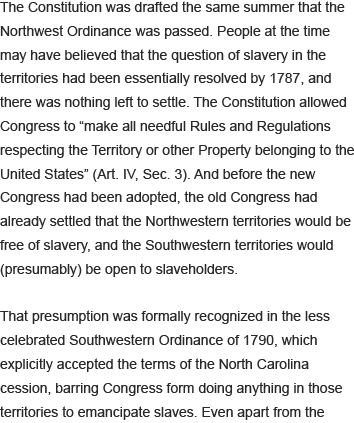 The Constitution was drafted the same summer that the
Northwest Ordinance was passed. People at the time
may have believed that the question of slavery in the
territories had been essentially resolved by 1787, and
there was nothing left to settle. The Constitution allowed
Congress to “make all needful Rules and Regulations
respecting the Territory or other Property belonging to the
United States” (Art. IV, Sec. 3). And before the new
Congress had been adopted, the old Congress had
already settled that the Northwestern territories would be
free of slavery, and the Southwestern territories would
(presumably) be open to slaveholders.

That presumption was formally recognized in the less
celebrated Southwestern Ordinance of 1790, which
explicitly accepted the terms of the North Carolina
cession, barring Congress form doing anything in those
territories to emancipate slaves. Even apart from the